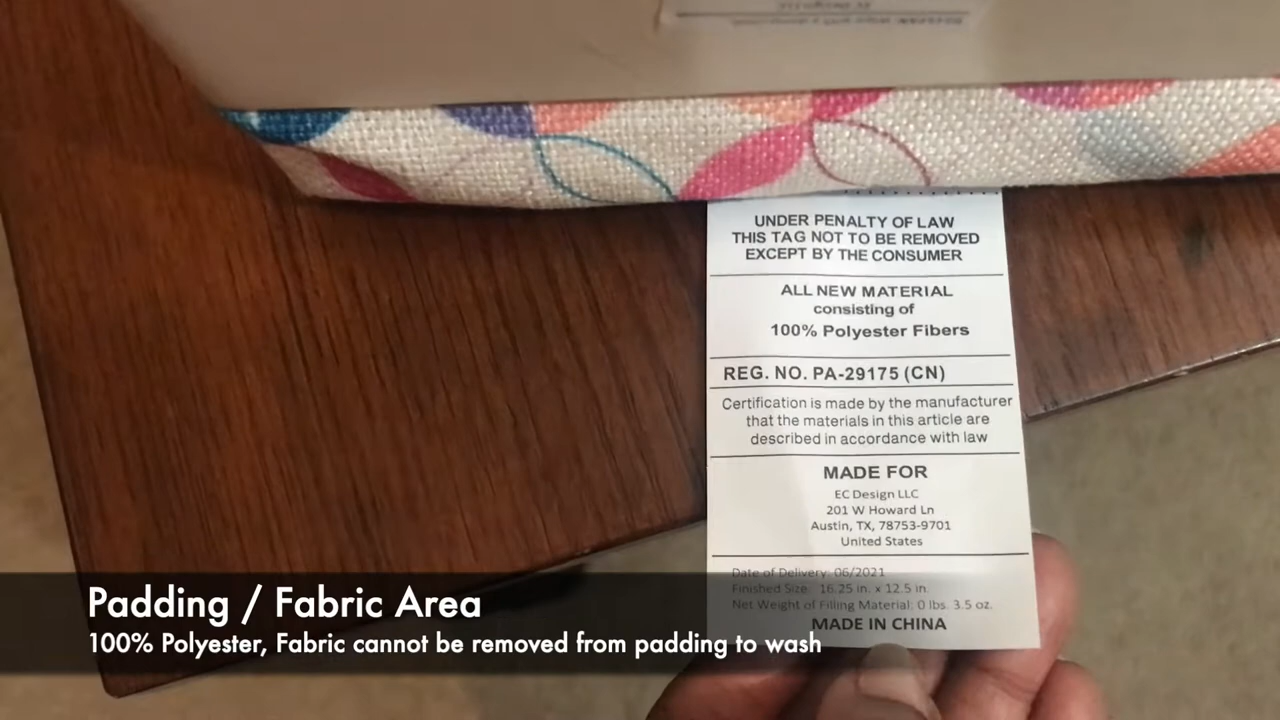 UNDER PENALTY OF LAW
THIS TAG NOT TO BE REMOVED
EXCEPT BY THE CONSUMER
ALL NEW MATERIAL
consisting of
100% Polyester Fibers
REG. NO. PA-29175 (CN)
Certification is made by the manufacturer
that the materials in this article are
described in accordance with law
MADE FOR
EC Design LLC
201 W Howard Ln
Austin, TX, 78753-9701
United States
Date of Delivery: 06/2021
Finished Size: 16.25 in. x 12.5 in.
Net Weight of Filling Material: 0 lbs. 3.5 oz.
MADE IN CHINA
Padding / Fabric Area
100% Polyester, Fabric cannot be removed from padding to wash